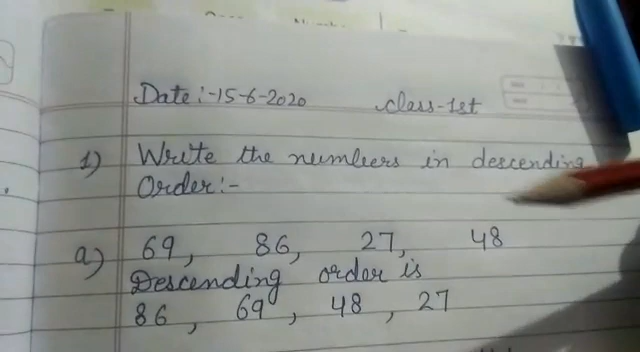 Date:-15-6-2020 class-1st
1) Write the numbers in descending
Order:-
a) 69, 86, 27, 48
Descending order is
86, 69, 48, 27